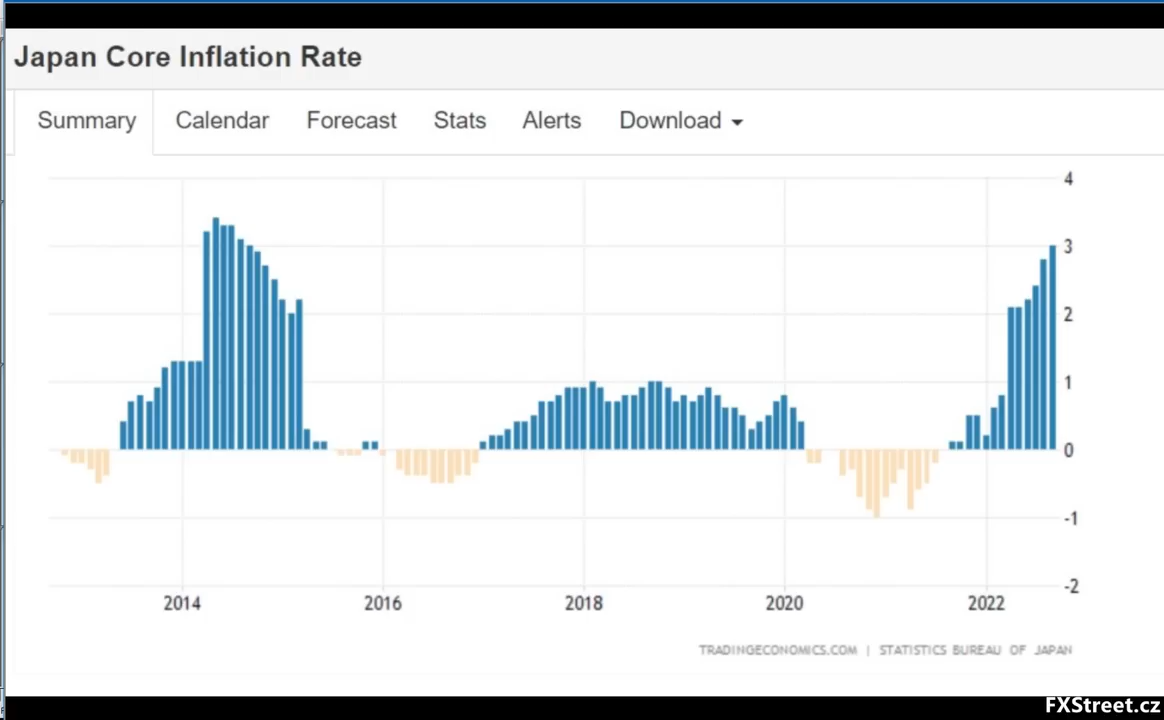 Japan Core Inflation Rate
Summary Calendar Forecast Stats Alerts Download
4
3
2
1
0
-1
-2
2014 2016 2018 2020 2022
TRADINGECONOMICS.COM | STATISTICS BUREAU OF JAPAN
FXStreet.cz